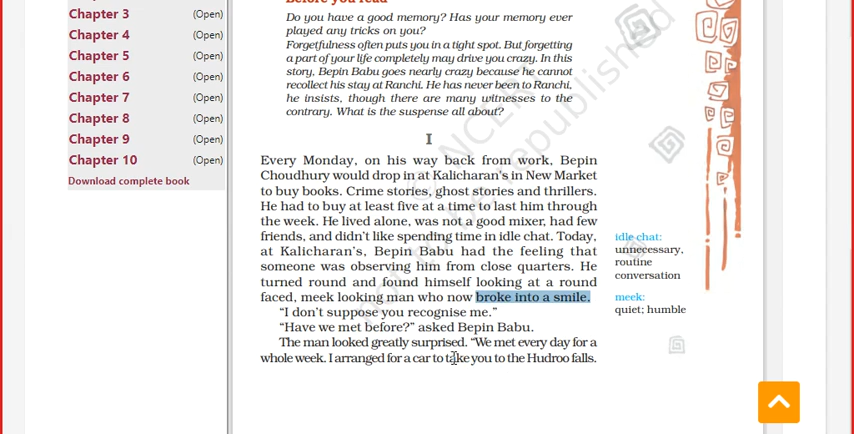 Before you read
Chapter 3 (Open)
Chapter 4 (Open)
Chapter 5 (Open)
Chapter 6 (Open)
Chapter 7 (Open)
Chapter 8 (Open)
Chapter 9 (Open)
Chapter 10 (Open)
Download complete book
Do you have a good memory? Has your memory ever
played any tricks on you?
Forgetfulness often puts you in a tight spot. But forgetting
a part of your life completely may drive you crazy. In this
story, Bepin Babu goes nearly crazy because he cannot
recollect his stay at Ranchi. He has never been to Ranchi,
he insists, though there are many witnesses to the
contrary. What is the suspense all about?
I
Every Monday, on his way back from work, Bepin
Choudhury would drop in at Kalicharan's in New Market
to buy books. Crime stories, ghost stories and thrillers.
He had to buy at least five at a time to last him through
the week. He lived alone, was not a good mixer, had few
friends, and didn't like spending time in idle chat. Today,
at Kalicharan's, Bepin Babu had the feeling that
someone was observing him from close quarters. He
turned round and found himself looking at a round
faced, meek looking man who now broke into a smile.
“I don't suppose you recognise me.”
“Have we met before?” asked Bepin Babu.
The man looked greatly surprised. “We met every day for a
whole week. I arranged for a car to take you to the Hudroo falls.
idle chat:
unnecessary,
routine
conversation
meek:
quiet; humble
© NCERT
not to be republished